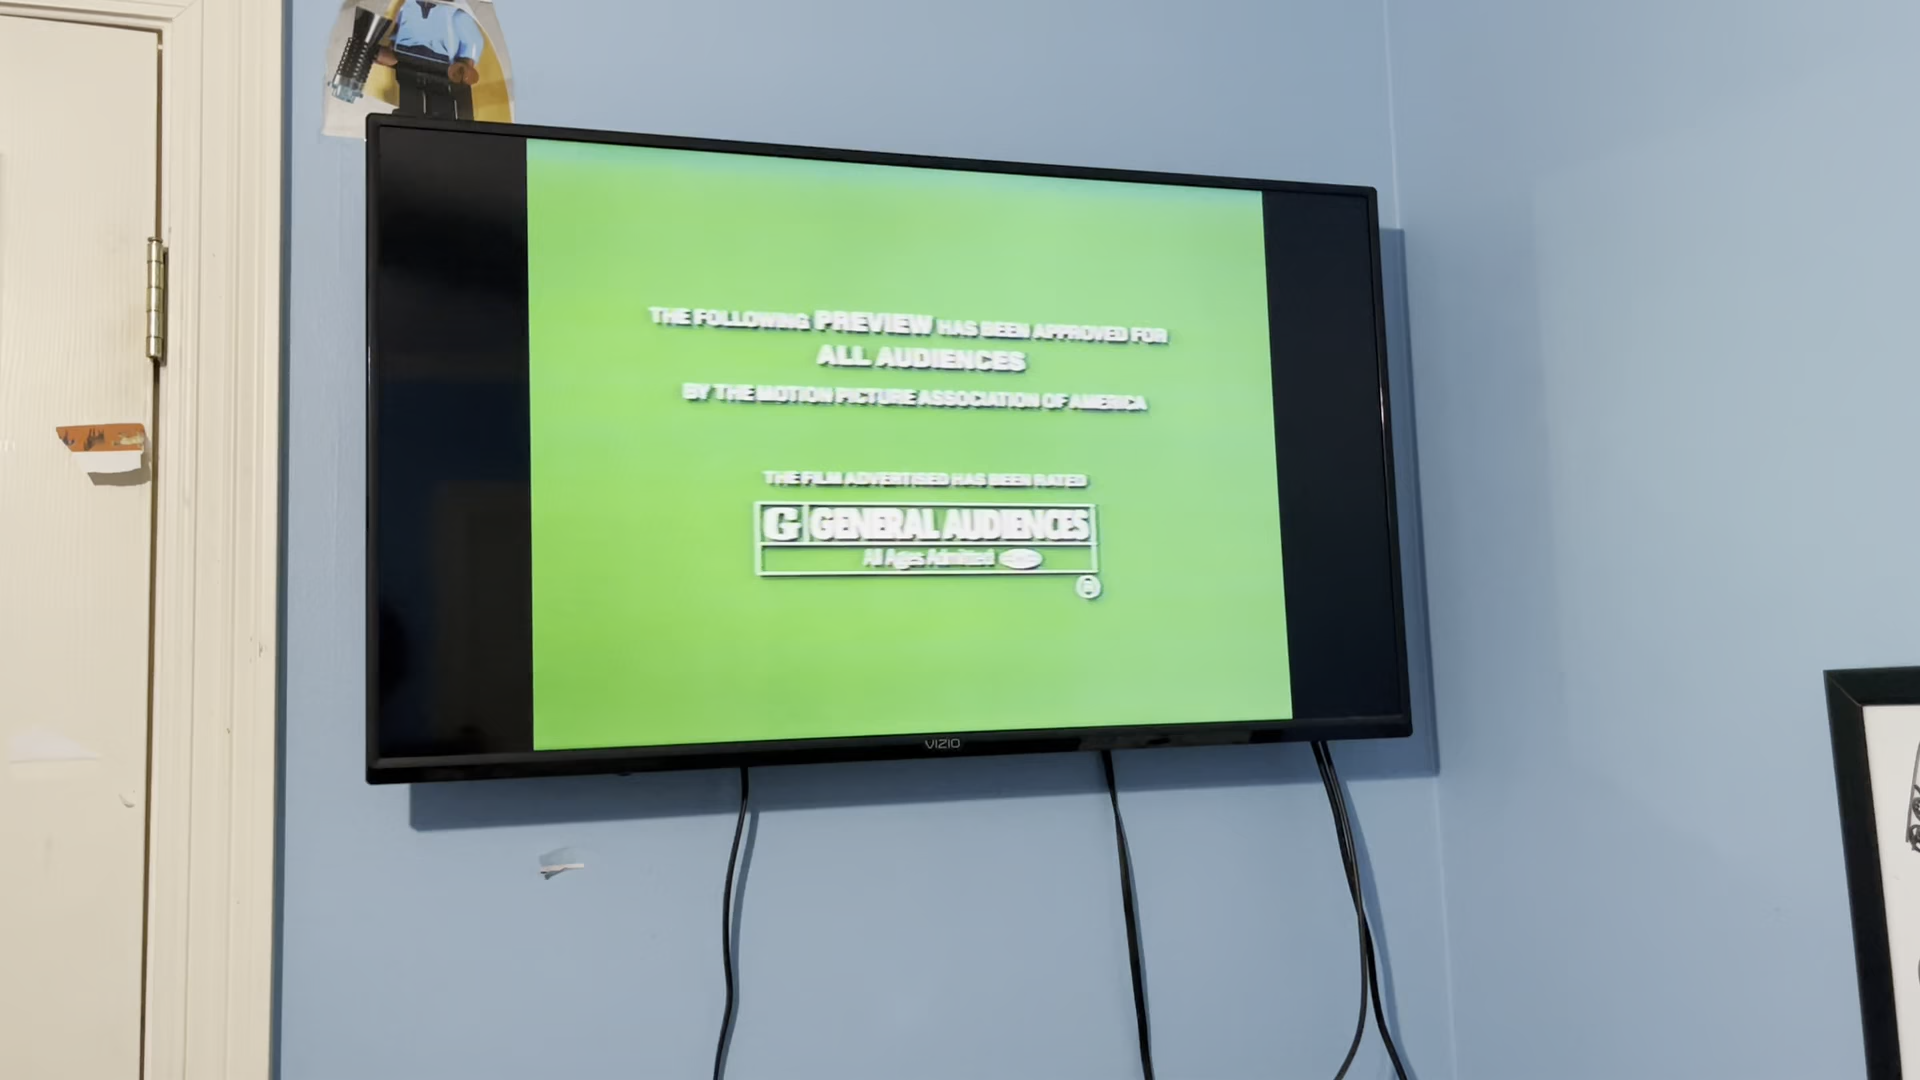 THE FOLLOWING PREVIEW HAS BEEN APPROVED FOR
ALL AUDIENCES
BY THE MOTION PICTURE ASSOCIATION OF AMERICA
THE FILM ADVERTISED HAS BEEN RATED
G GENERAL AUDIENCES
All Ages Admitted
VIZIO